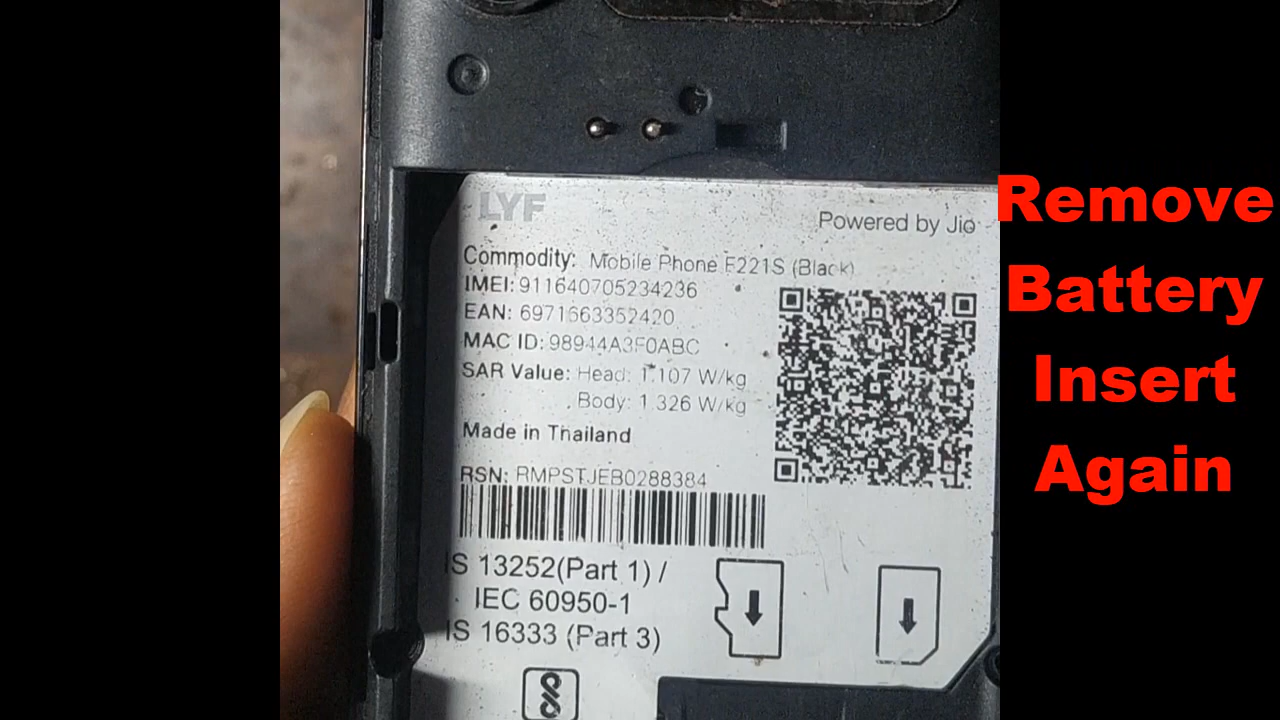 LYF
Powered by Jio
Commodity: Mobile Phone F221S (Black)
IMEI: 911640705234236
EAN: 6971663352420
MAC ID: 98944A3F0ABC
SAR Value: Head: 1.107 W/kg
Body: 1.326 W/kg
Made in Thailand
RSN: RMPSTJEB0288384
IS 13252(Part 1) /
IEC 60950-1
IS 16333 (Part 3)
Remove
Battery
Insert
Again